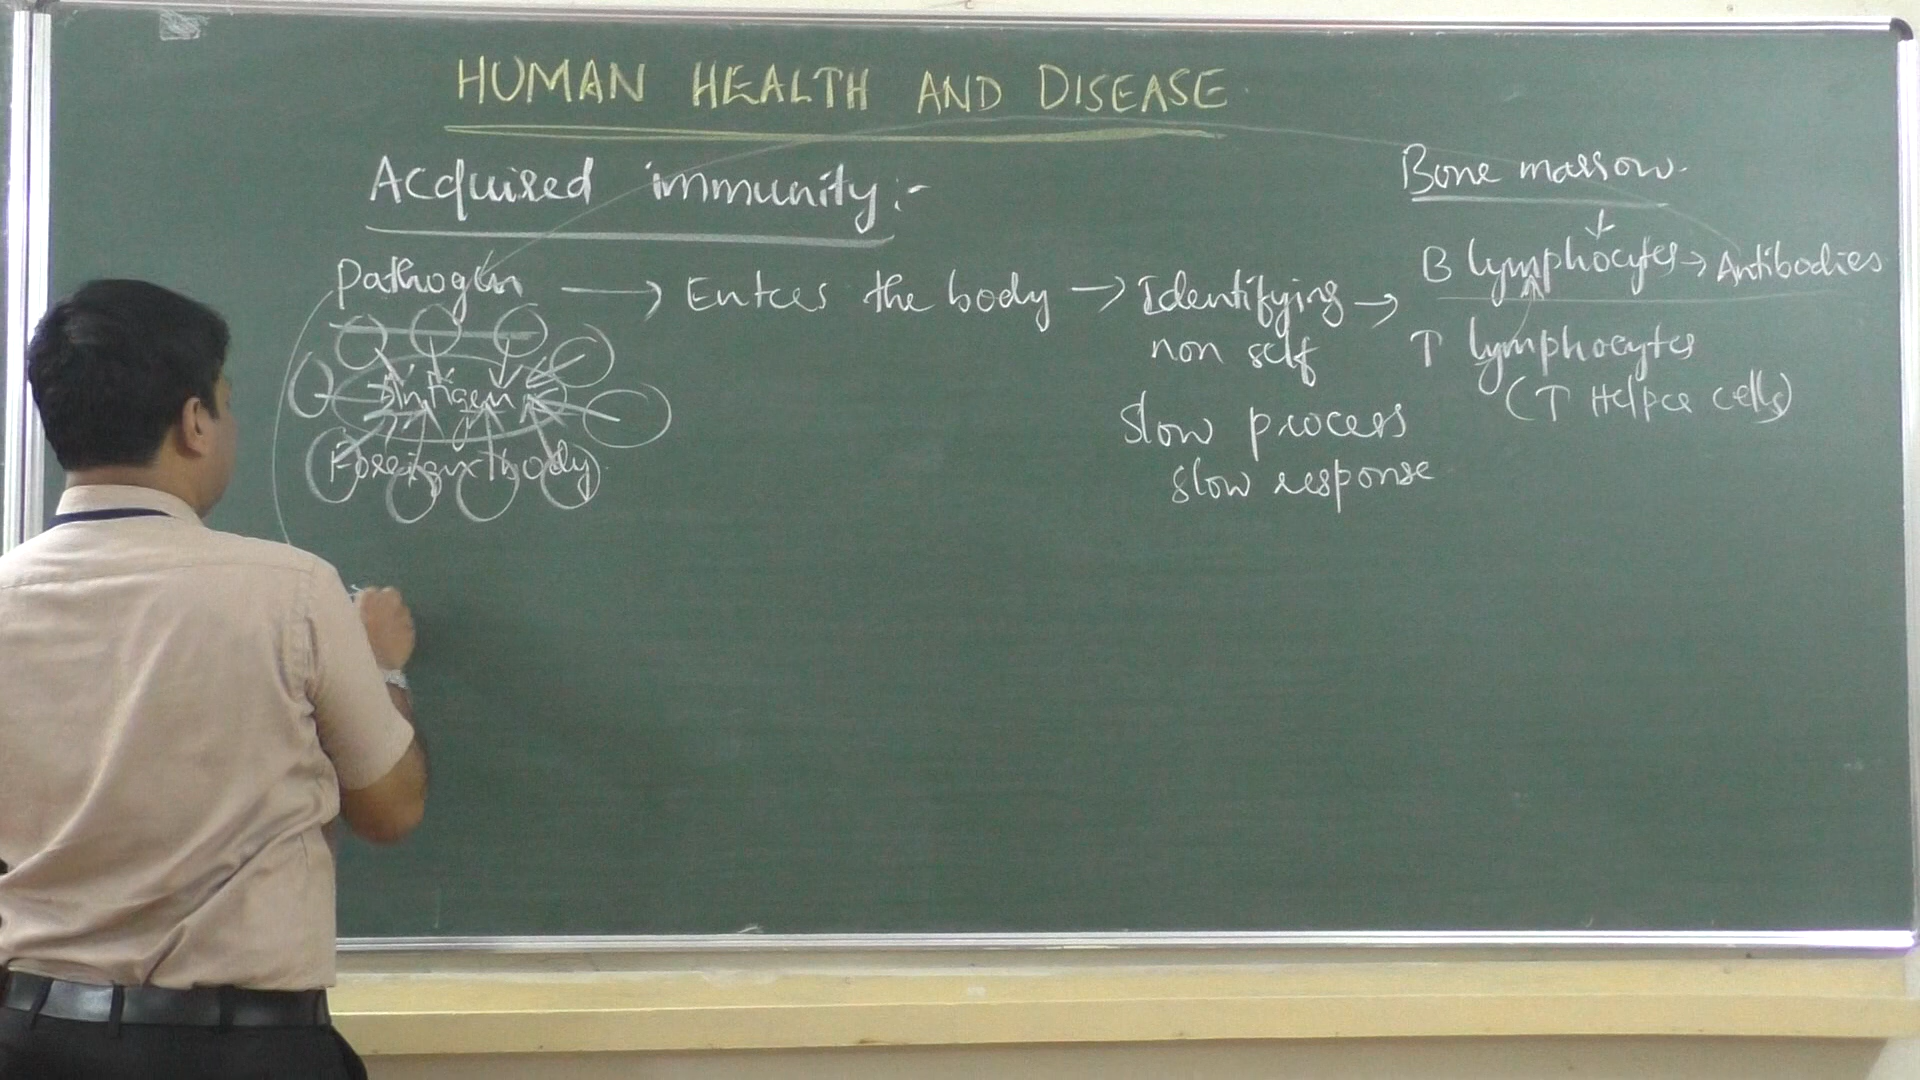 HUMAN HEALTH AND DISEASE
Acquired immunity:-
Pathogen → Enters the body → Identifying →
non self
Slow process
slow response
Antigen
Foreign body
Bone marrow
B lymphocytes → Antibodies
T lymphocytes
(T Helper cells)